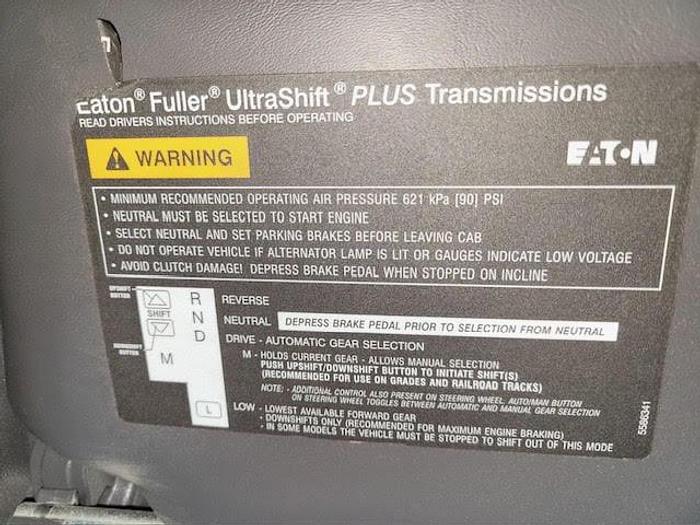 Eaton® Fuller® UltraShift® PLUS Transmissions
READ DRIVERS INSTRUCTIONS BEFORE OPERATING
WARNING
EATON
• MINIMUM RECOMMENDED OPERATING AIR PRESSURE 621 kPa [90] PSI
• NEUTRAL MUST BE SELECTED TO START ENGINE
• SELECT NEUTRAL AND SET PARKING BRAKES BEFORE LEAVING CAB
• DO NOT OPERATE VEHICLE IF ALTERNATOR LAMP IS LIT OR GAUGES INDICATE LOW VOLTAGE
• AVOID CLUTCH DAMAGE! DEPRESS BRAKE PEDAL WHEN STOPPED ON INCLINE
UPSHIFT
BUTTON
SHIFT
DOWNSHIFT
BUTTON
R
N
D
M
L
REVERSE
NEUTRAL DEPRESS BRAKE PEDAL PRIOR TO SELECTION FROM NEUTRAL
DRIVE - AUTOMATIC GEAR SELECTION
M - HOLDS CURRENT GEAR - ALLOWS MANUAL SELECTION
PUSH UPSHIFT/DOWNSHIFT BUTTON TO INITIATE SHIFT(S)
(RECOMMENDED FOR USE ON GRADES AND RAILROAD TRACKS)
NOTE: - ADDITIONAL CONTROL ALSO PRESENT ON STEERING WHEEL. AUTO/MAN BUTTON
ON STEERING WHEEL TOGGLES BETWEEN AUTOMATIC AND MANUAL GEAR SELECTION
LOW - LOWEST AVAILABLE FORWARD GEAR
- DOWNSHIFTS ONLY (RECOMMENDED FOR MAXIMUM ENGINE BRAKING)
- IN SOME MODELS THE VEHICLE MUST BE STOPPED TO SHIFT OUT OF THIS MODE
5586341